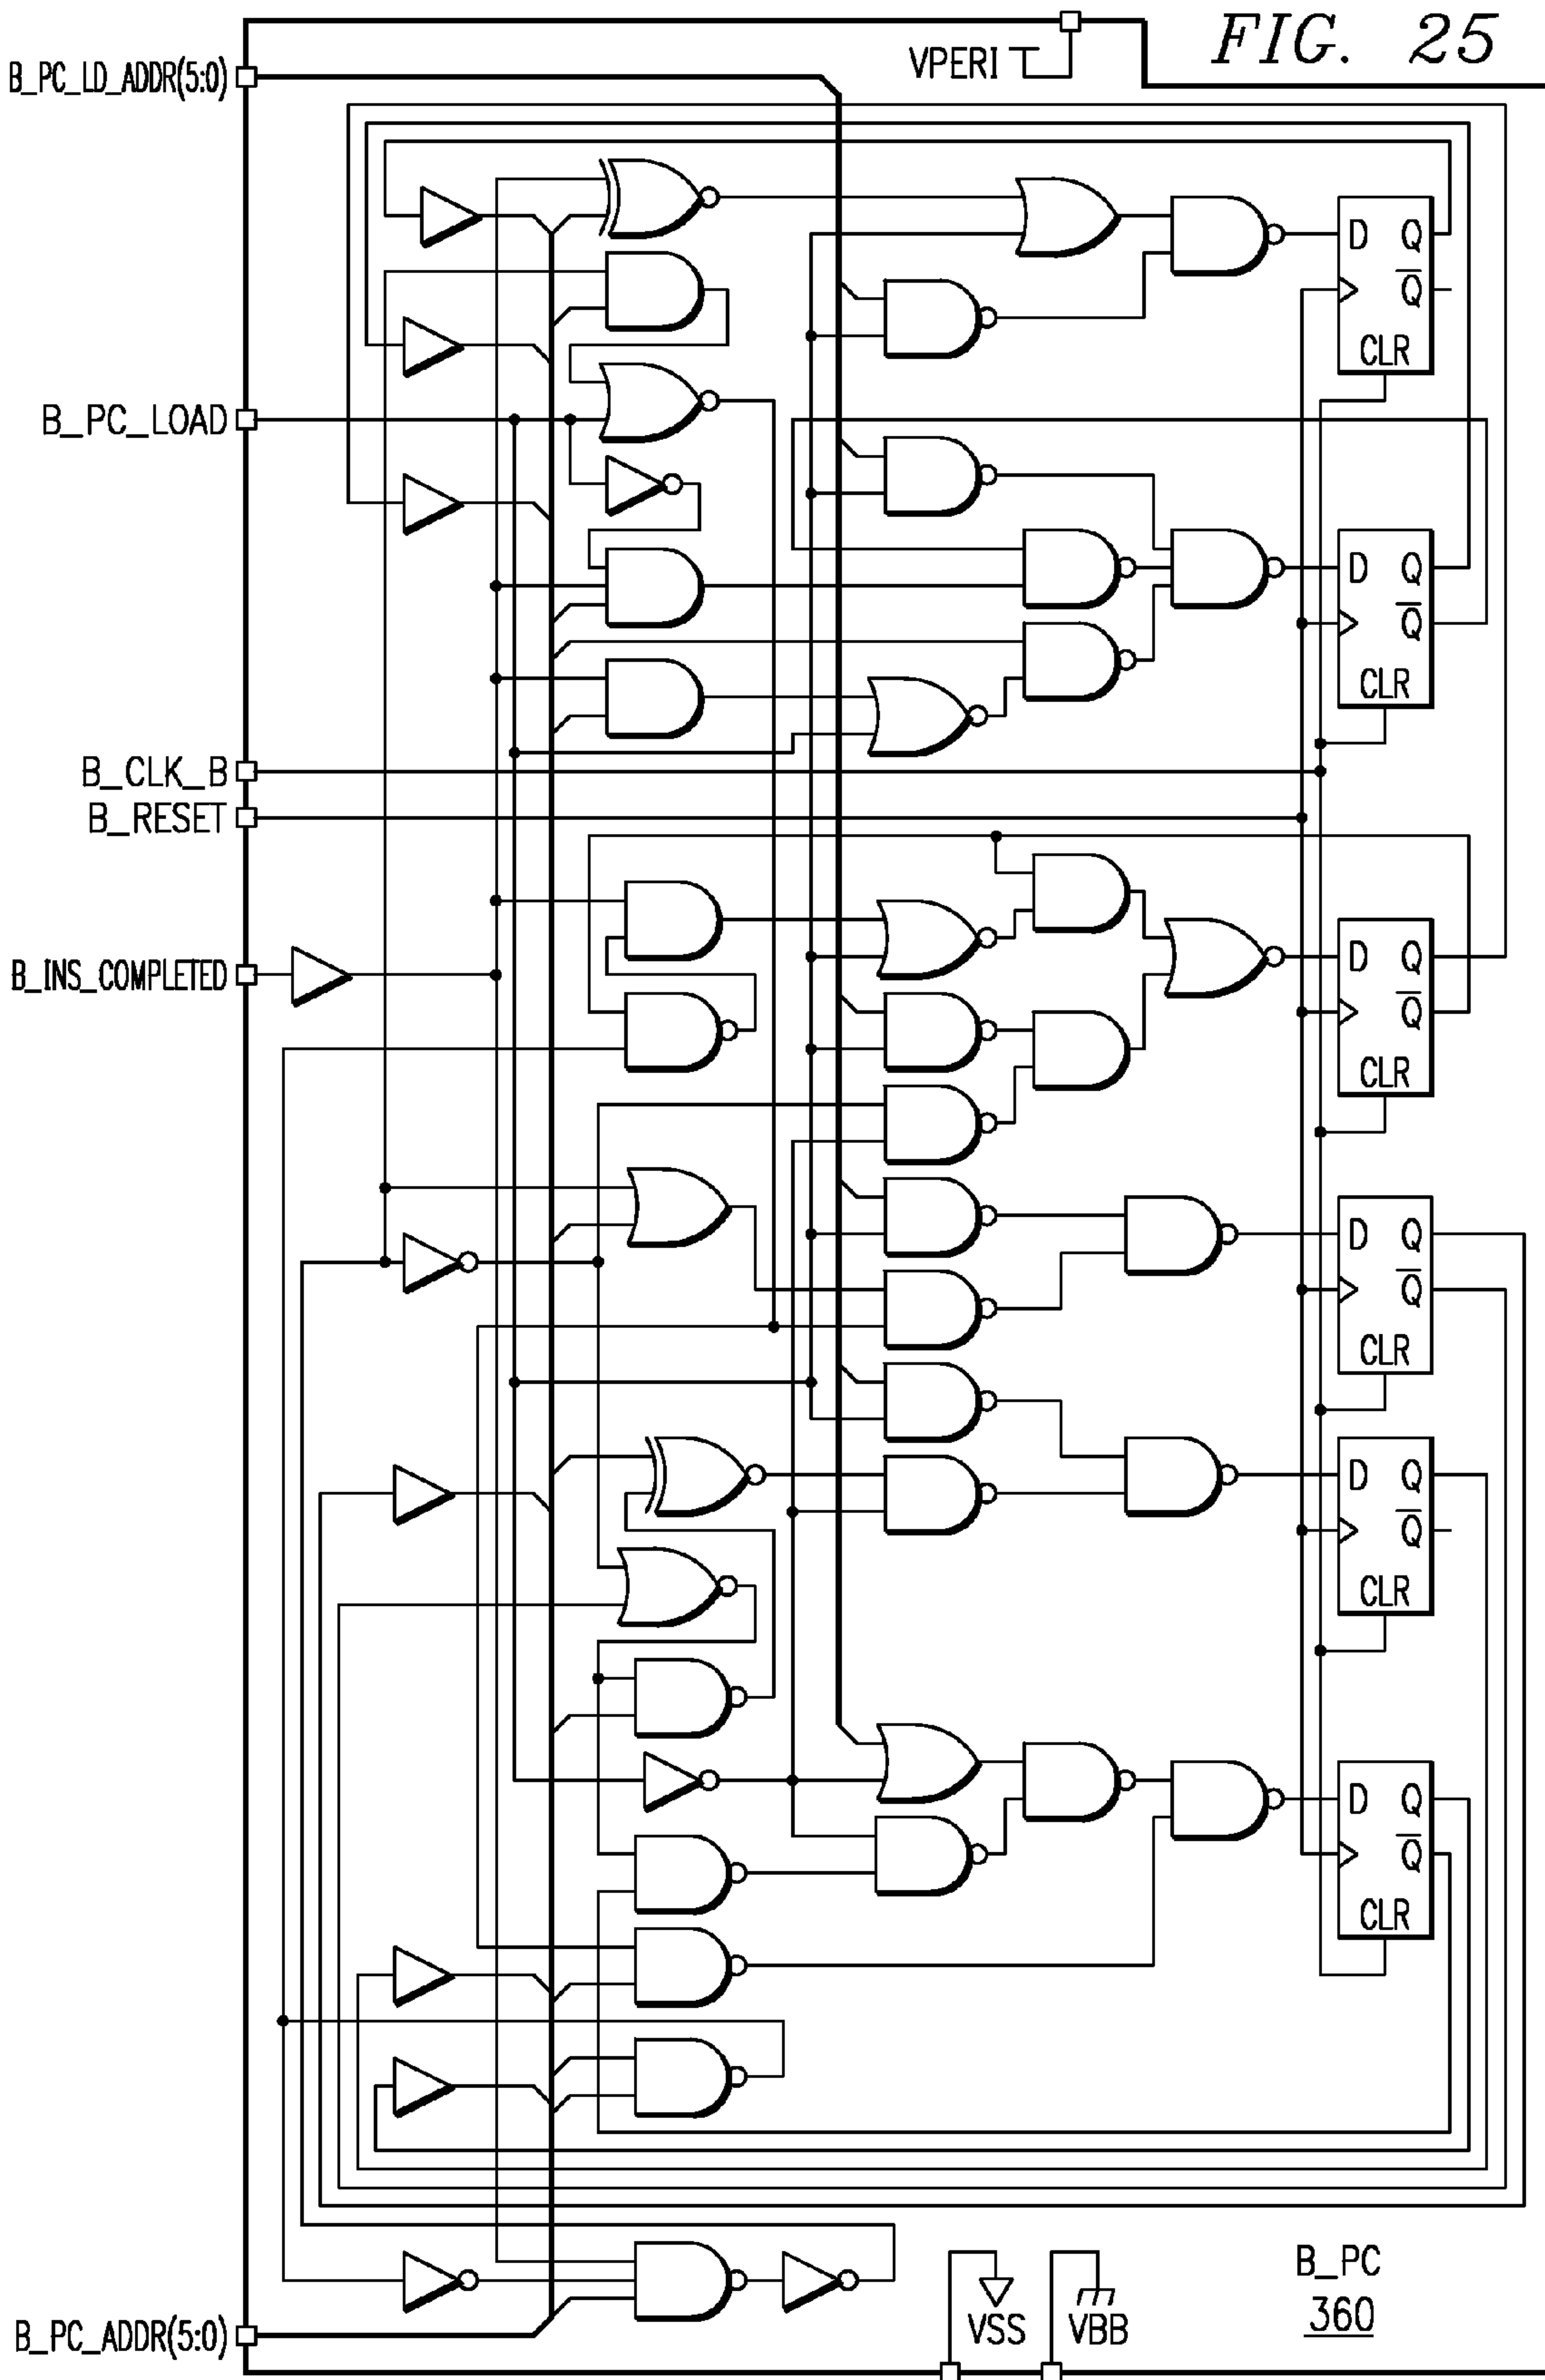 FIG. 25
VPERI
B_PC_LD_ADDR(5:0)
D Q
Q̅
CLR
B_PC_LOAD
D Q
Q̅
CLR
B_CLK_B
B_RESET
B_INS_COMPLETED
D Q
Q̅
CLR
D Q
Q̅
CLR
D Q
Q̅
CLR
D Q
Q̅
CLR
B_PC
360
VSS
VBB
B_PC_ADDR(5:0)